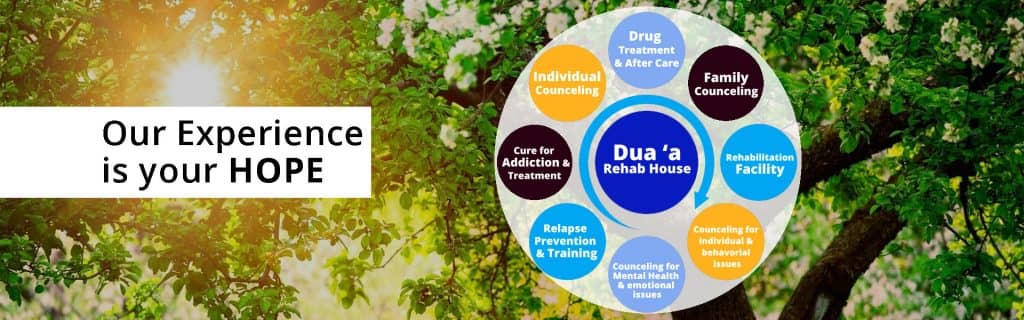 Our Experience
is your HOPE
Drug
Treatment
& After Care
Family
Counceling
Rehabilitation
Facility
Counceling for
Individual &
behavorial
issues
Counceling for
Mental Health
& emotional
issues
Relapse
Prevention
& Training
Cure for
Addiction &
Treatment
Individual
Counceling
Dua ‘a
Rehab House